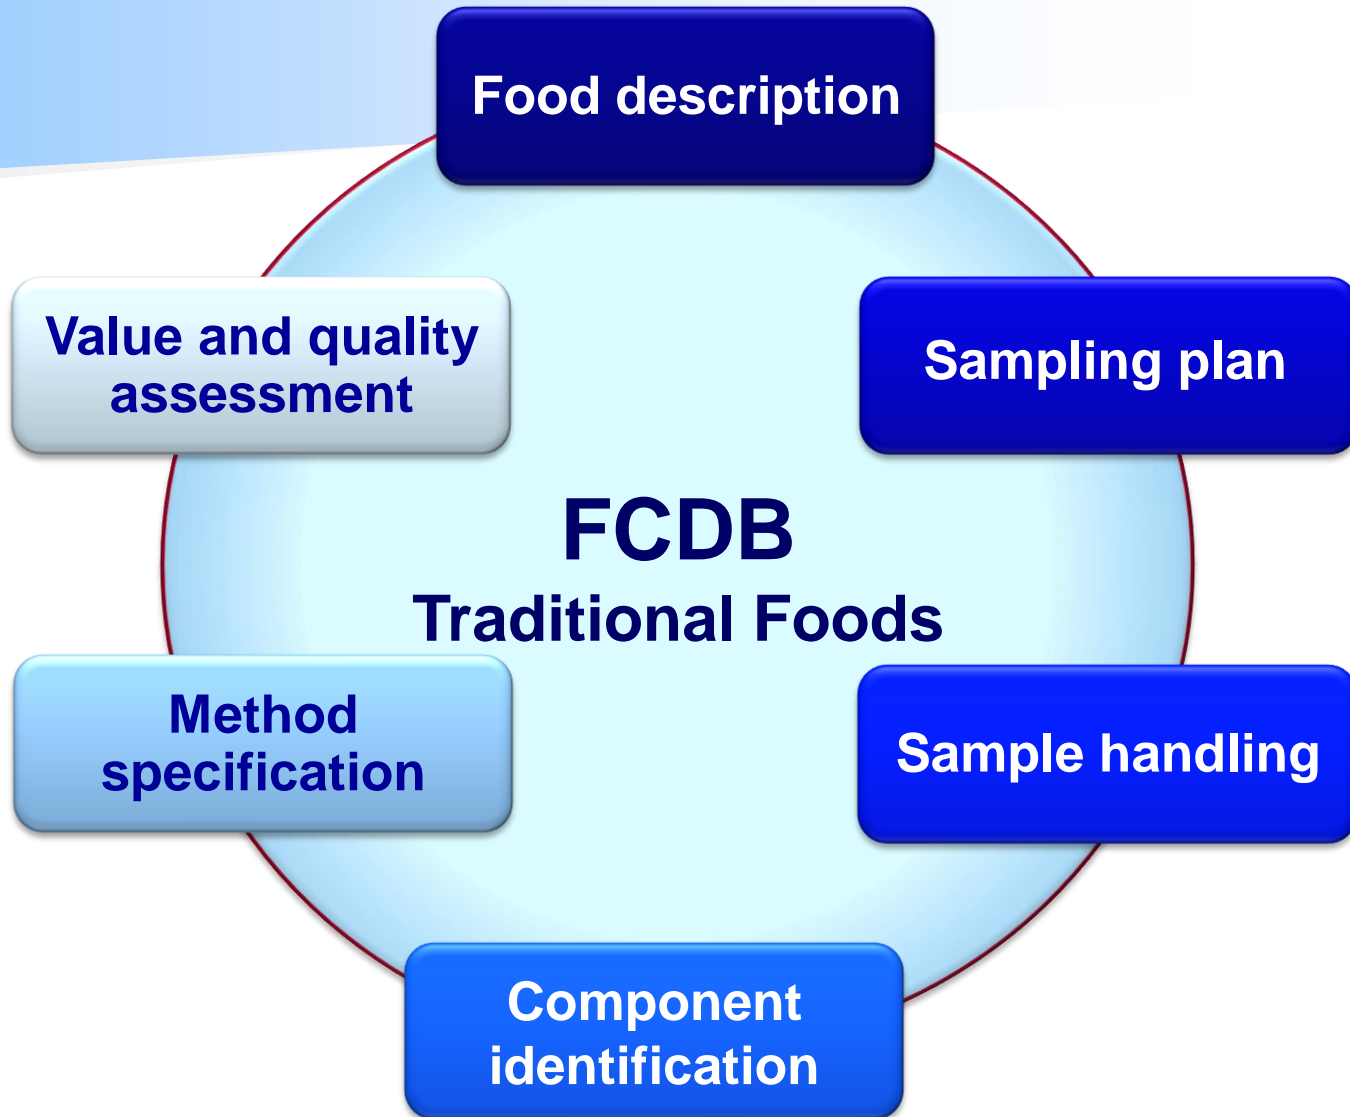 Food description
Value and quality
assessment
Sampling plan
FCDB
Traditional Foods
Method
specification
Sample handling
Component
identification